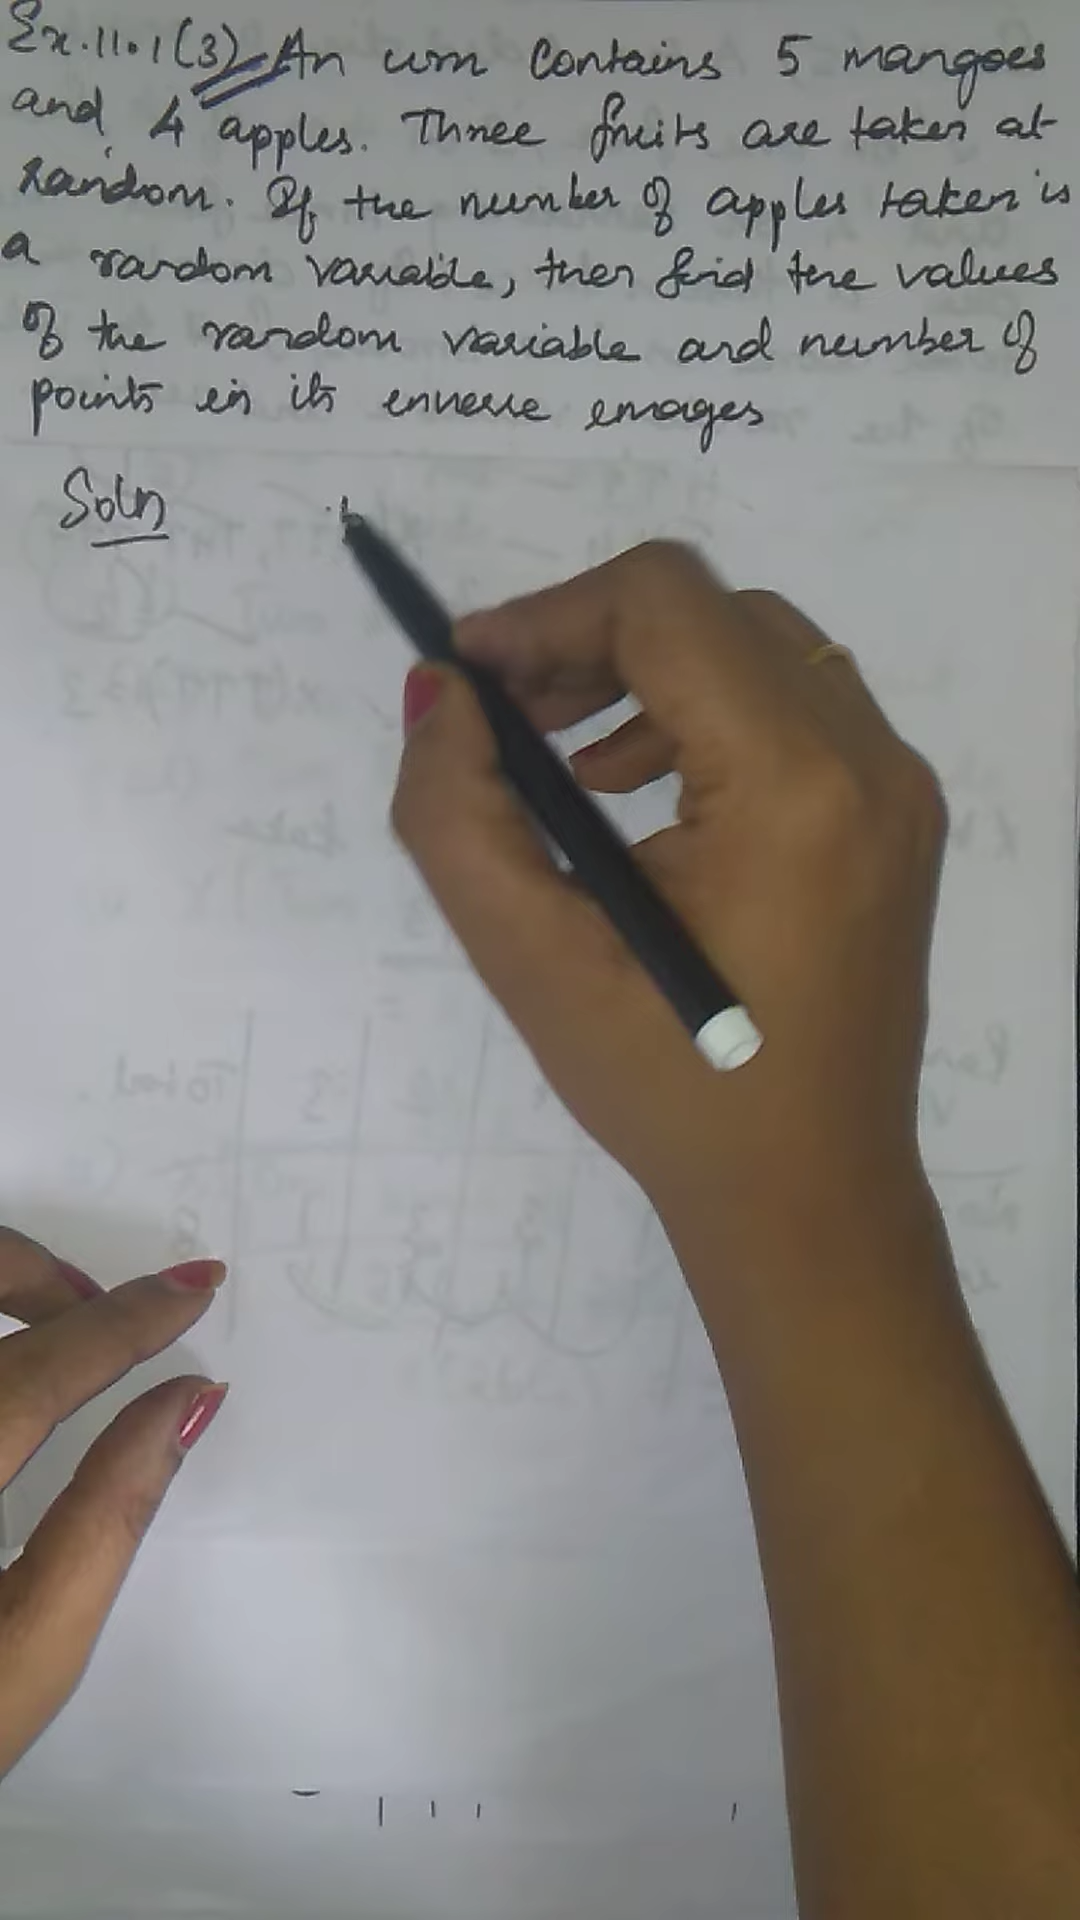 Ex.11.1(3) An urn contains 5 mangoes
and 4 apples. Three fruits are taken at
random. If the number of apples taken is
a random variable, then find the values
of the random variable and number of
points in its inverse images
Soln